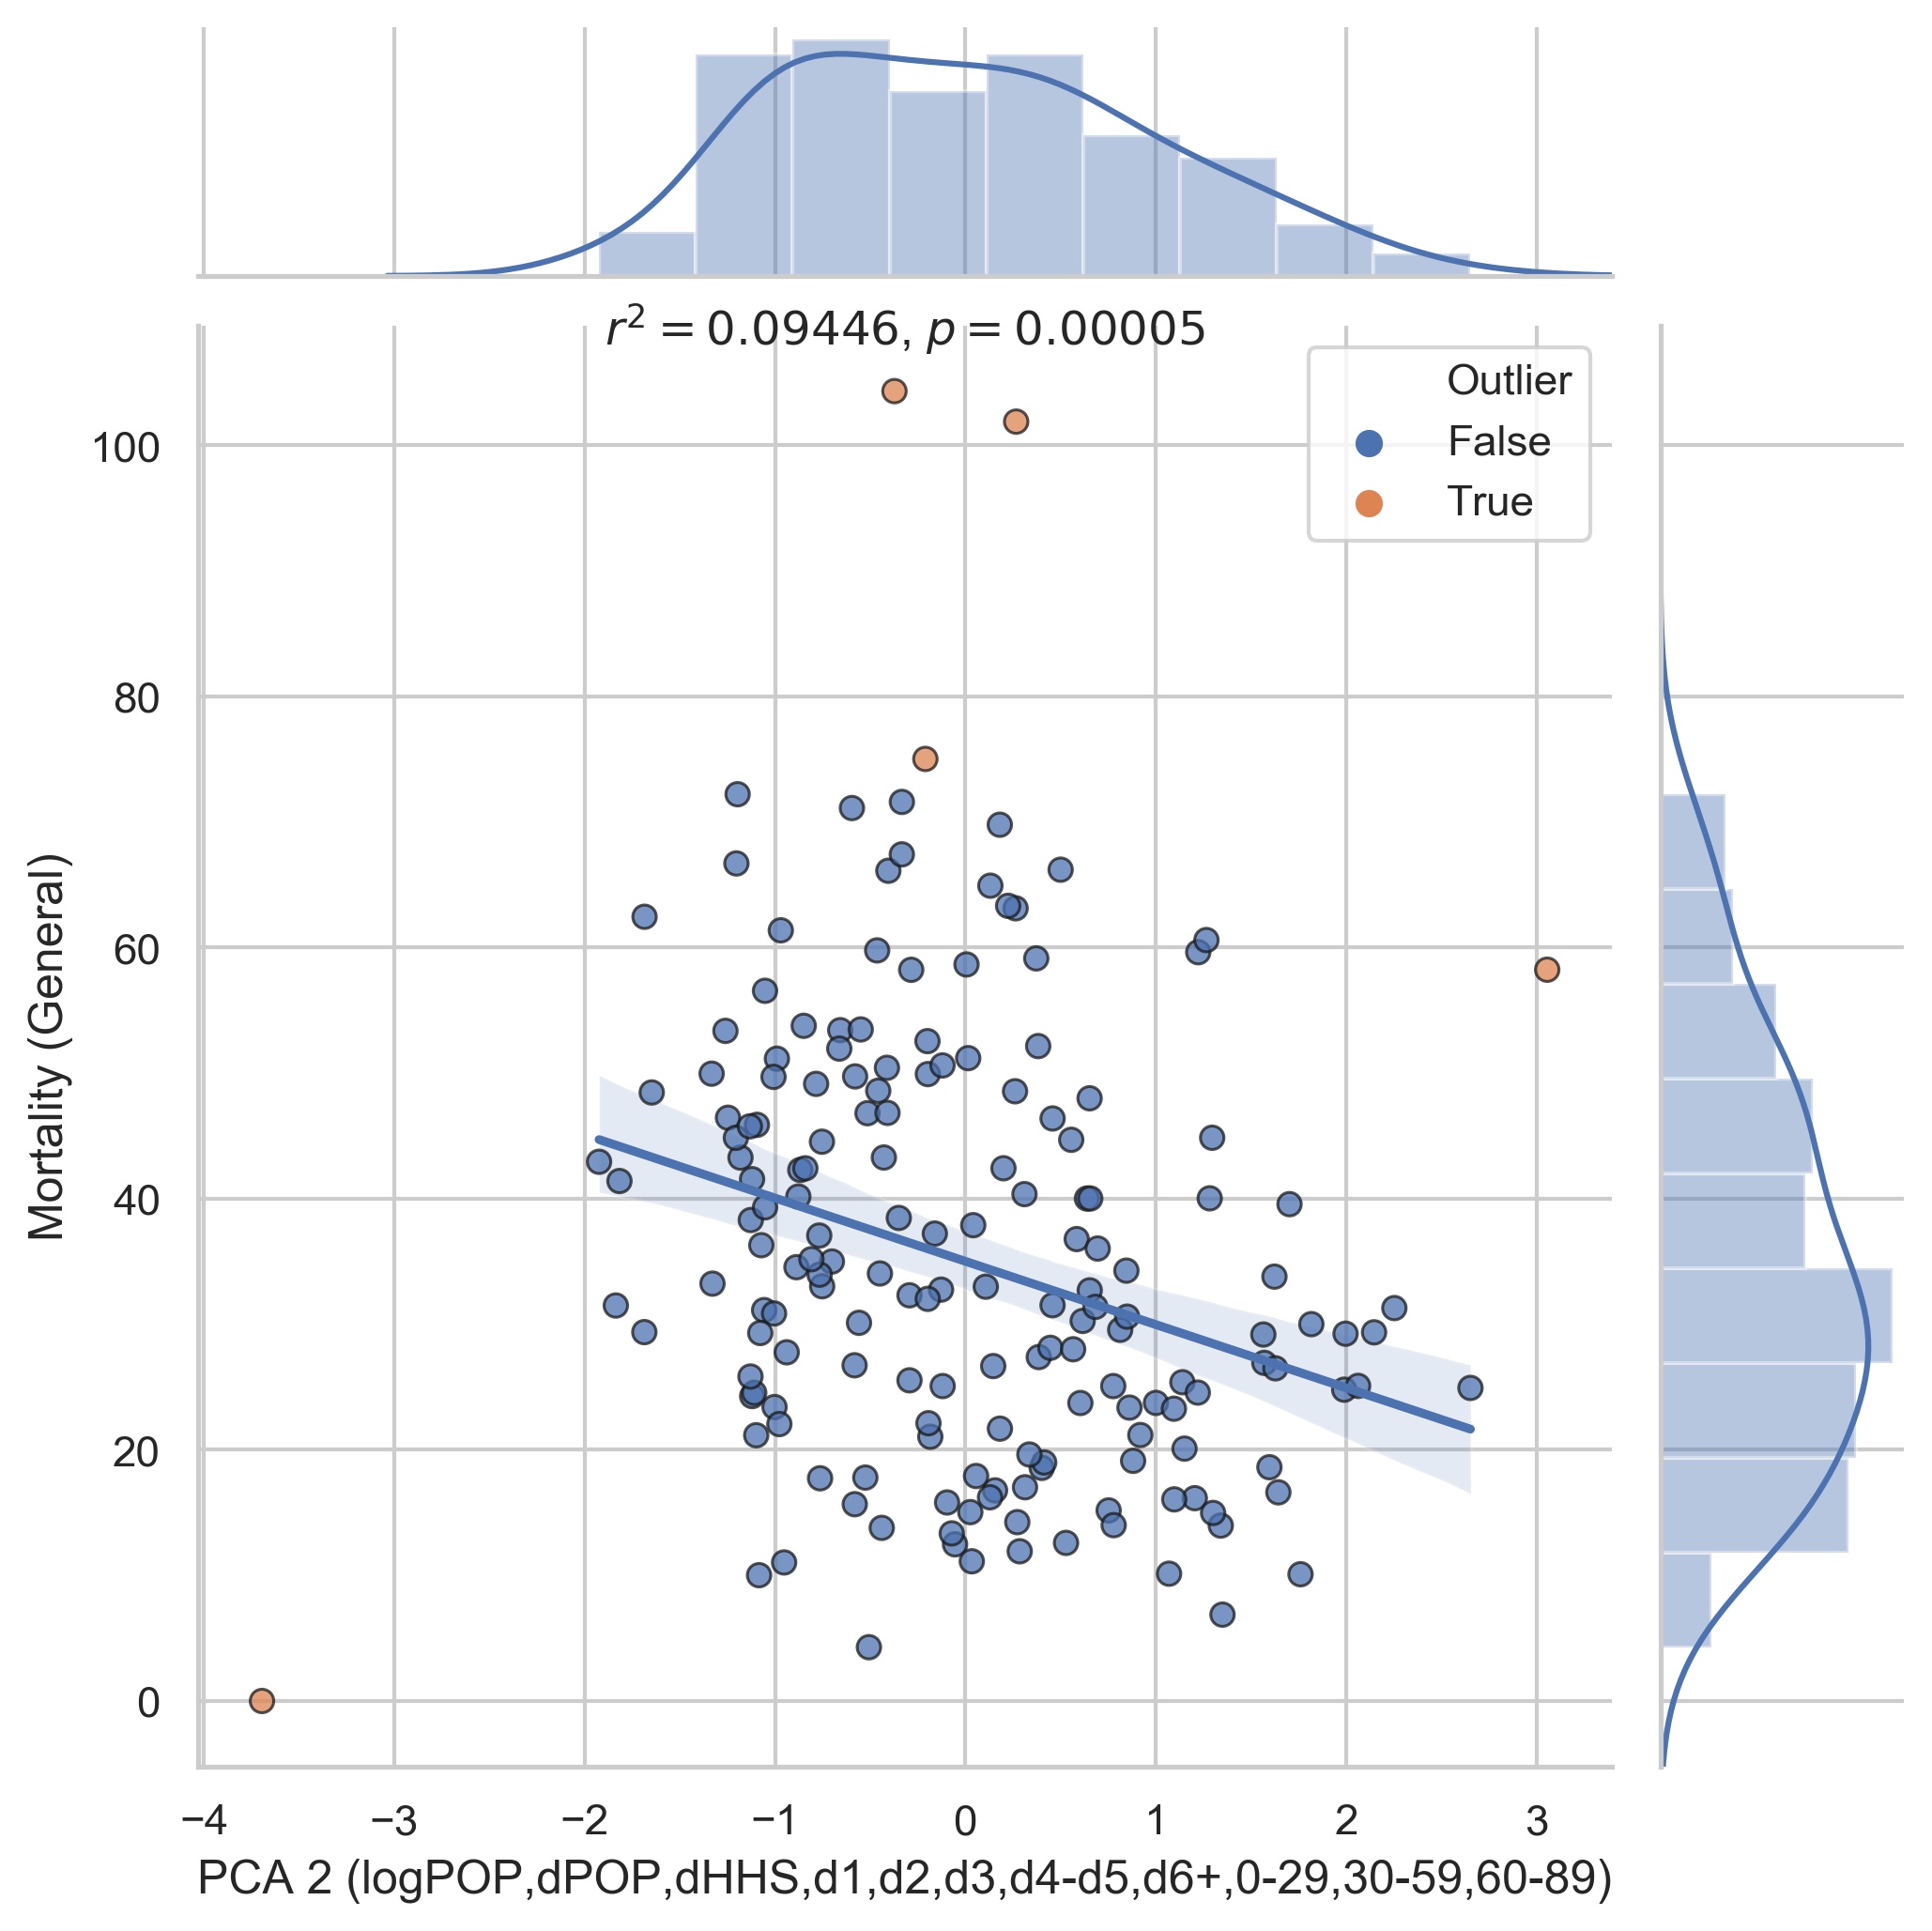 r² = 0.09446, p = 0.00005
Outlier
False
True
100
80
60
40
20
0
Mortality (General)
−4 −3 −2 −1 0 1 2 3
PCA 2 (logPOP,dPOP,dHHS,d1,d2,d3,d4-d5,d6+,0-29,30-59,60-89)